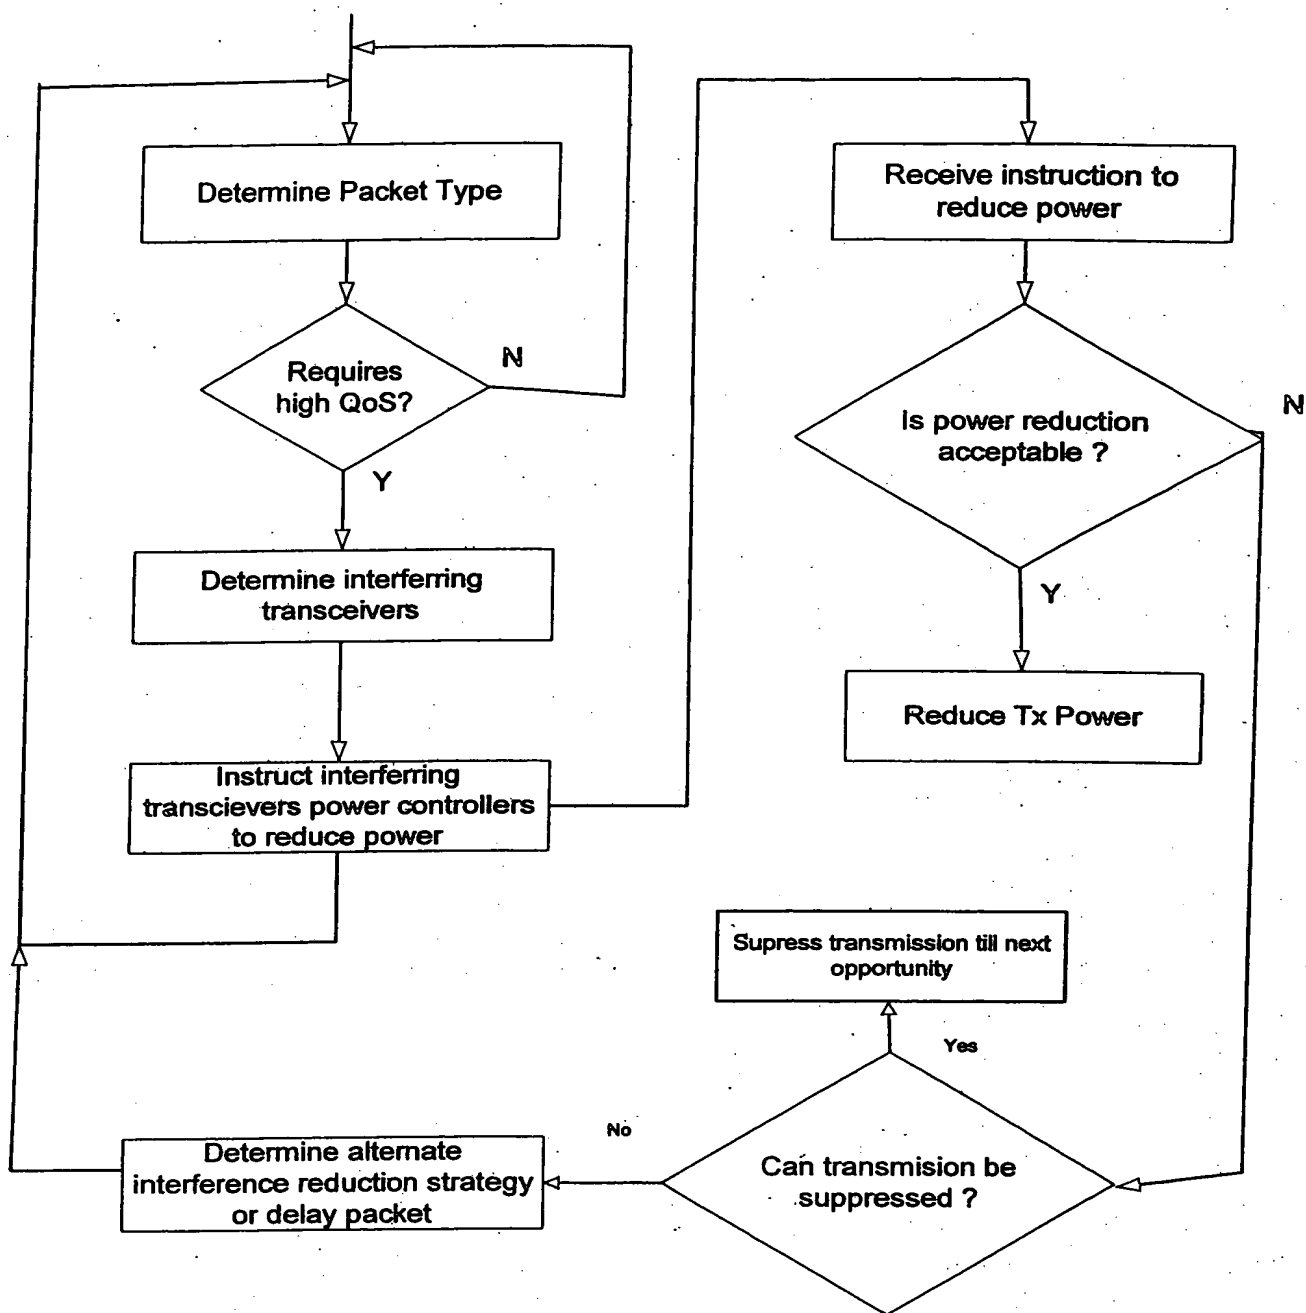 Determine Packet Type
Requires
high QoS?
N
Y
Determine interferring
transceivers
Instruct interferring
transcievers power controllers
to reduce power
Receive instruction to
reduce power
Is power reduction
acceptable ?
N
Y
Reduce Tx Power
Supress transmission till next
opportunity
Yes
Can transmision be
suppressed ?
No
Determine alternate
interference reduction strategy
or delay packet